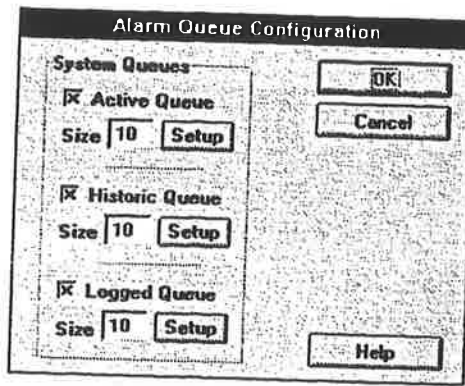 Alarm Queue Configuration
System Queues
Active Queue
Size 10 Setup
Historic Queue
Size 10 Setup
Logged Queue
Size 10 Setup
OK
Cancel
Help